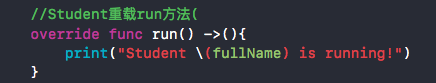 //Student重载run方法(
override func run() ->(){
print("Student \(fullName) is running!")
}